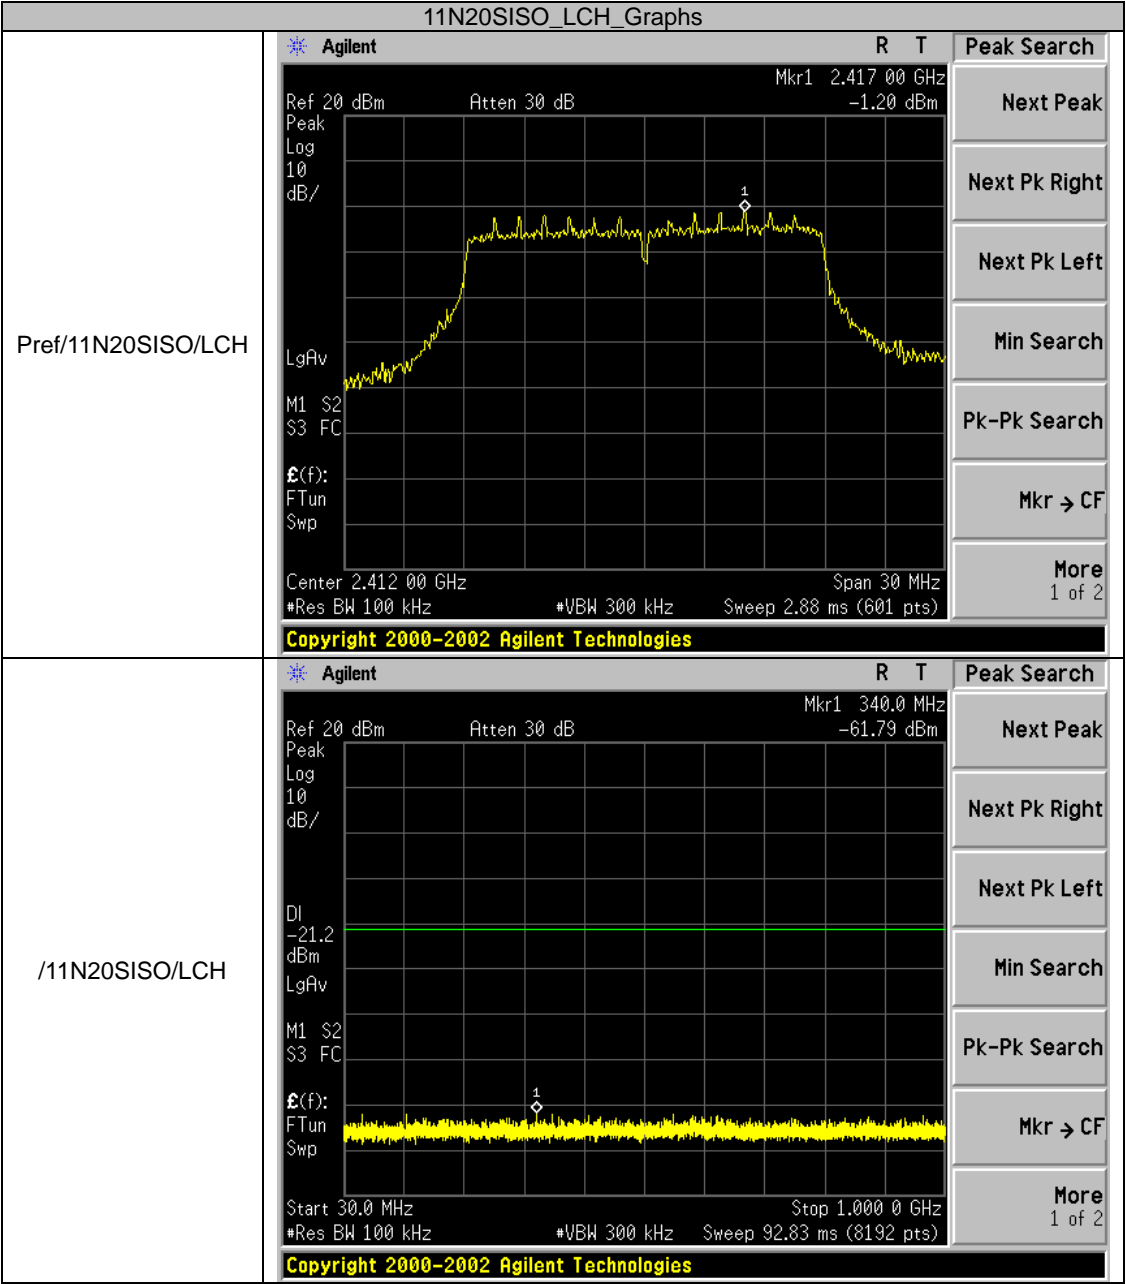 11N20SISO_LCH_Graphs
Pref/11N20SISO/LCH
Agilent R T
Mkr1 2.417 00 GHz
Ref 20 dBm Atten 30 dB -1.20 dBm
Peak
Log
10
dB/
1
LgAv
M1 S2
S3 FC
£(f):
FTun
Swp
Center 2.412 00 GHz Span 30 MHz
#Res BW 100 kHz #VBW 300 kHz Sweep 2.88 ms (601 pts)
Copyright 2000-2002 Agilent Technologies
Peak Search
Next Peak
Next Pk Right
Next Pk Left
Min Search
Pk-Pk Search
Mkr → CF
More
1 of 2
/11N20SISO/LCH
Agilent R T
Mkr1 340.0 MHz
Ref 20 dBm Atten 30 dB -61.79 dBm
Peak
Log
10
dB/
DI
-21.2
dBm
LgAv
M1 S2
S3 FC
1
£(f):
FTun
Swp
Start 30.0 MHz Stop 1.000 0 GHz
#Res BW 100 kHz #VBW 300 kHz Sweep 92.83 ms (8192 pts)
Copyright 2000-2002 Agilent Technologies
Peak Search
Next Peak
Next Pk Right
Next Pk Left
Min Search
Pk-Pk Search
Mkr → CF
More
1 of 2